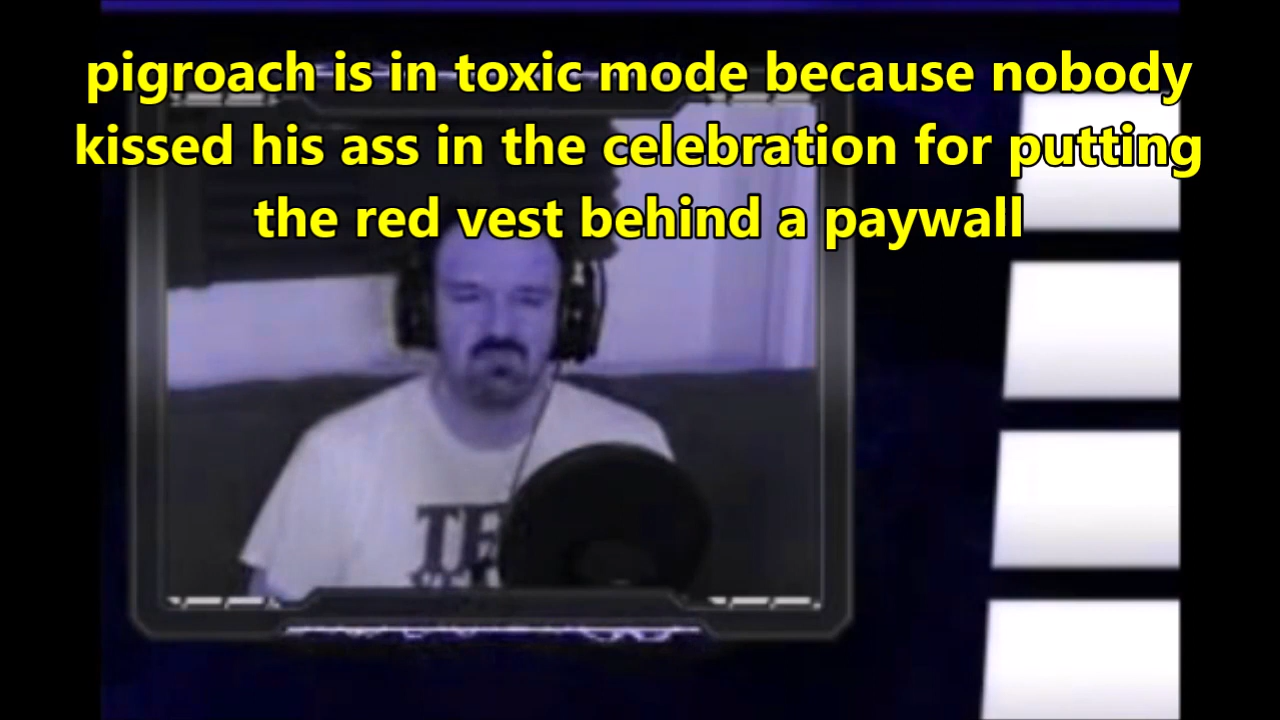 pigroach is in toxic mode because nobody
kissed his ass in the celebration for putting
the red vest behind a paywall
TE